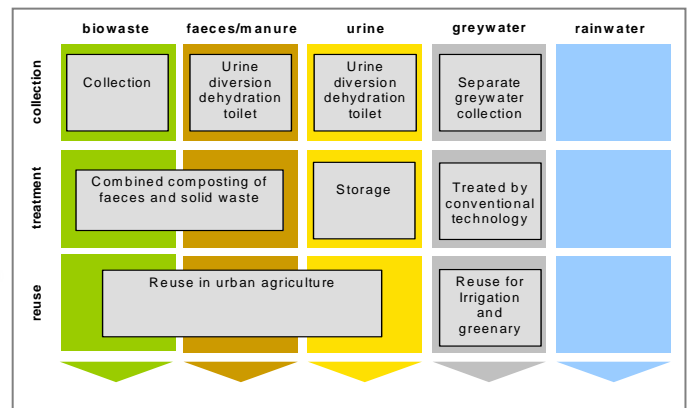 biowaste faeces/manure urine greywater rainwater
collection
Collection
Urine
diversion
dehydration
toilet
Urine
diversion
dehydration
toilet
Separate
greywater
collection
treatment
Combined composting of
faeces and solid waste
Storage
Treated by
conventional
technology
reuse
Reuse in urban agriculture
Reuse for
Irrigation
and
greenary